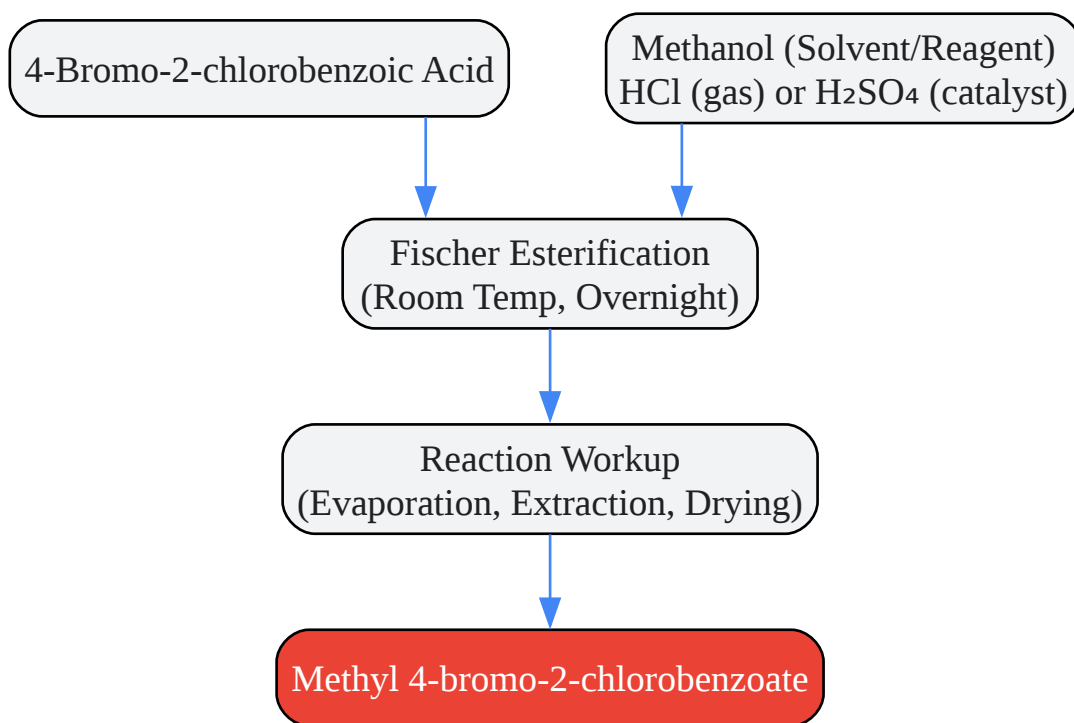 4-Bromo-2-chlorobenzoic Acid
Methanol (Solvent/Reagent)
HCl (gas) or H₂SO₄ (catalyst)
Fischer Esterification
(Room Temp, Overnight)
Reaction Workup
(Evaporation, Extraction, Drying)
Methyl 4-bromo-2-chlorobenzoate